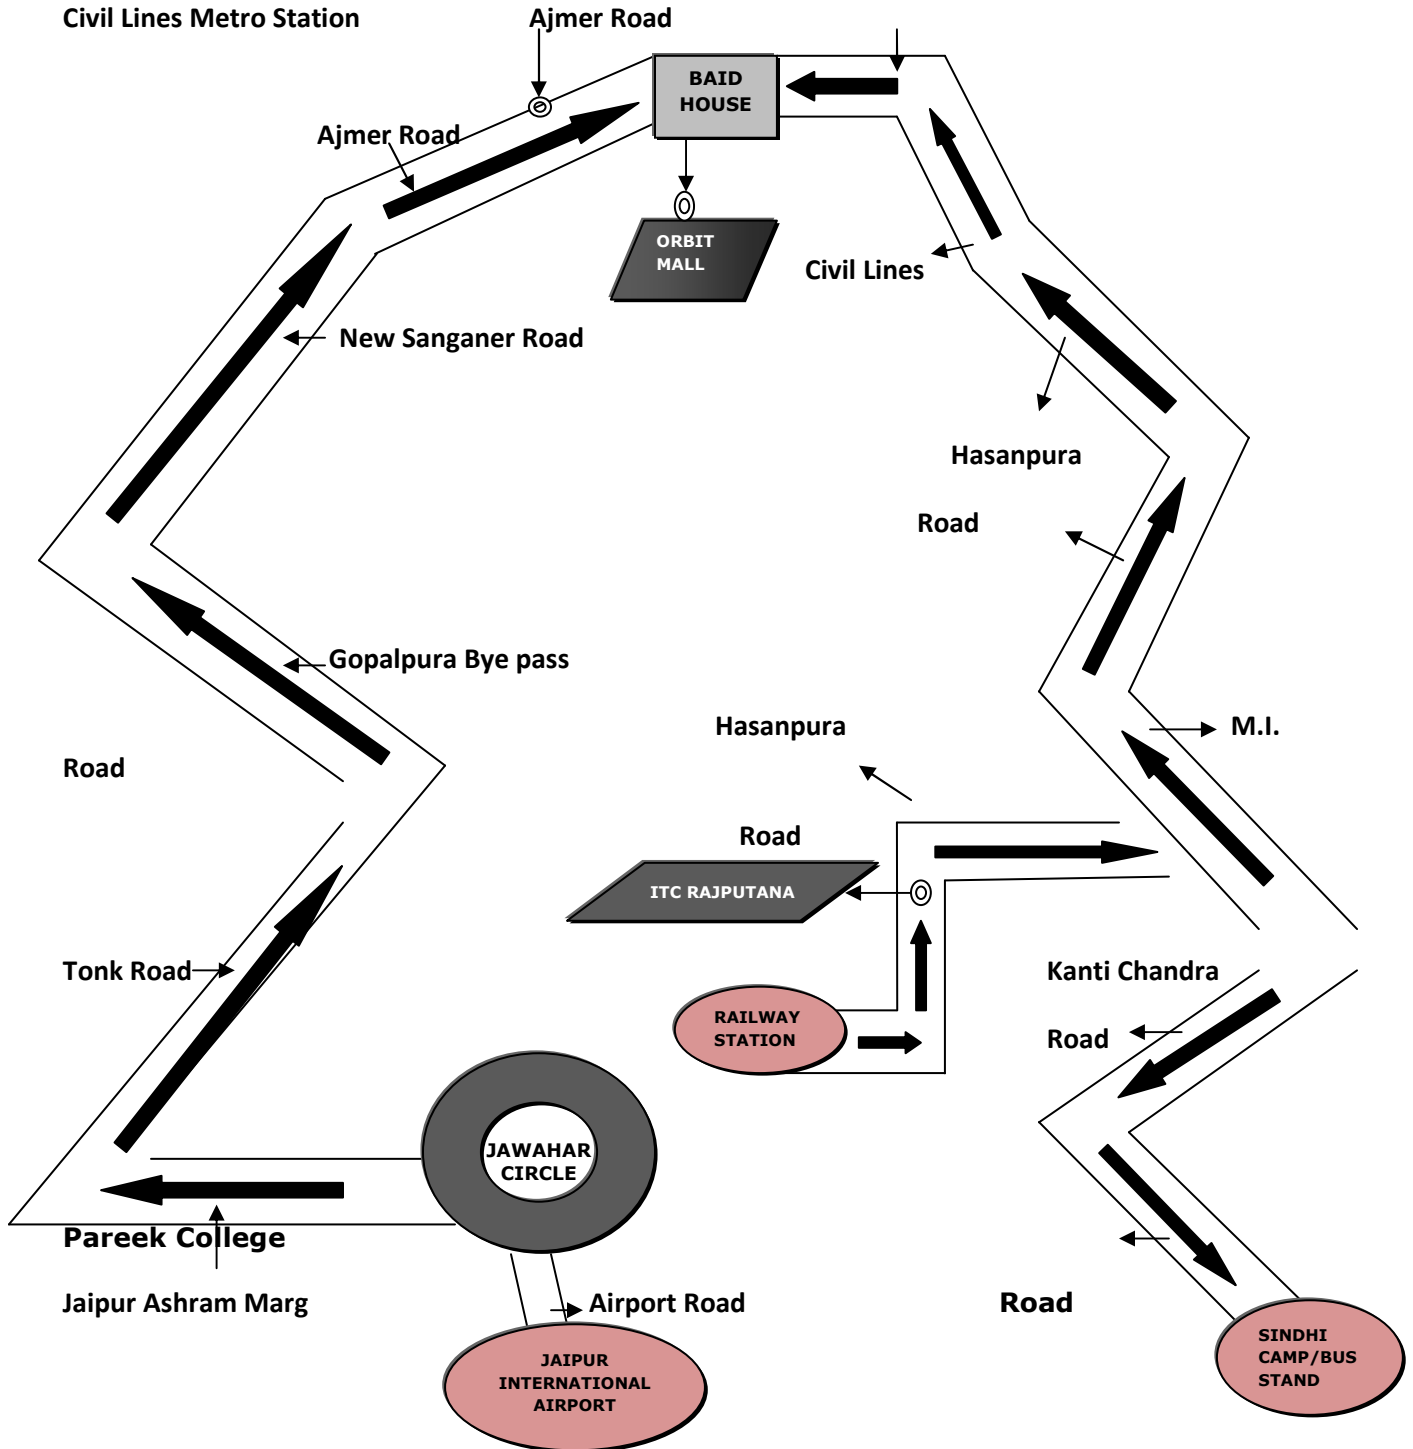 Civil Lines Metro Station Ajmer Road
BAID
HOUSE
Ajmer Road
ORBIT
MALL
Civil Lines
New Sanganer Road
Hasanpura
Road
Gopalpura Bye pass
Hasanpura
M.I.
Road
Road
ITC RAJPUTANA
Tonk Road
Kanti Chandra
RAILWAY
STATION
Road
JAWAHAR
CIRCLE
Pareek College
Jaipur Ashram Marg
Airport Road
Road
SINDHI
CAMP/BUS
STAND
JAIPUR
INTERNATIONAL
AIRPORT